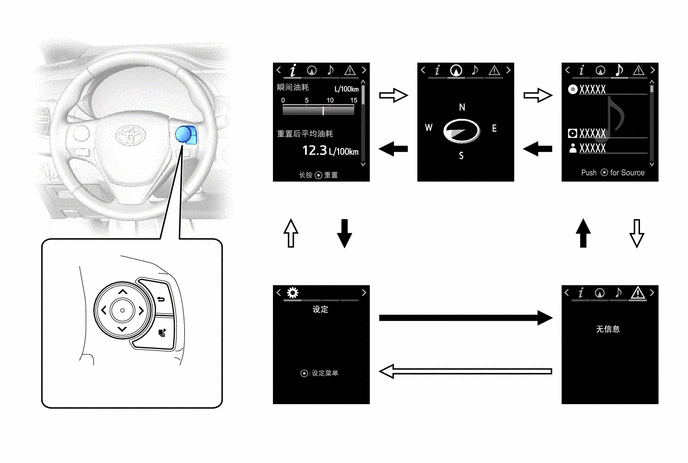 瞬间油耗
L/100km
0 5 10 15
重置后平均油耗
12.3 L/100km
长按 重置
N
W E
S
XXXXX
XXXXX
XXXXX
Push for Source
设定
:设定菜单
无信息